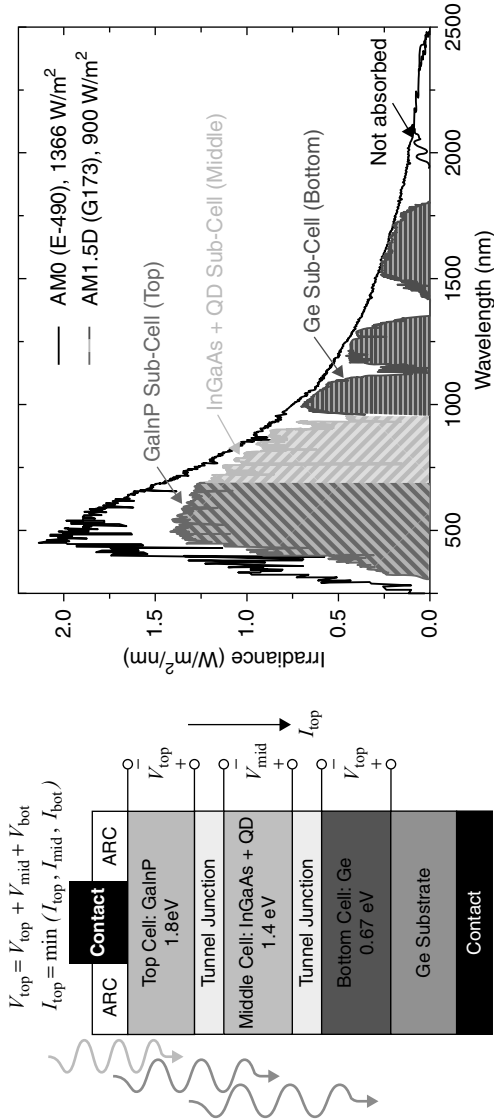 V_top = V_top + V_mid + V_bot
I_top = min (I_top, I_mid, I_bot)
ARC
Contact
ARC
Top Cell: GaInP
1.8eV
Tunnel Junction
Middle Cell: InGaAs + QD
1.4 eV
Tunnel Junction
Bottom Cell: Ge
0.67 eV
Ge Substrate
Contact
−
V_top
+
−
V_mid
+
−
V_top
+
I_top
AM0 (E-490), 1366 W/m²
AM1.5D (G173), 900 W/m²
GaInP Sub-Cell (Top)
InGaAs + QD Sub-Cell (Middle)
Ge Sub-Cell (Bottom)
Not absorbed
Irradiance (W/m²/nm)
2.0
1.5
1.0
0.5
0.0
500
1000
1500
2000
2500
Wavelength (nm)